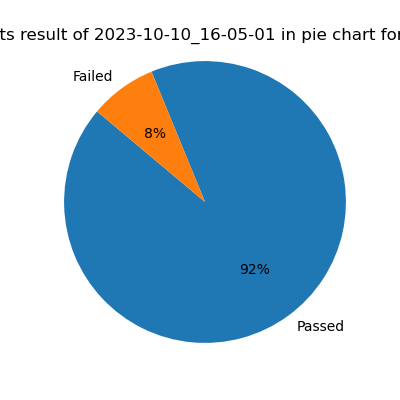 ts result of 2023-10-10_16-05-01 in pie chart for
Failed
8%
92%
Passed